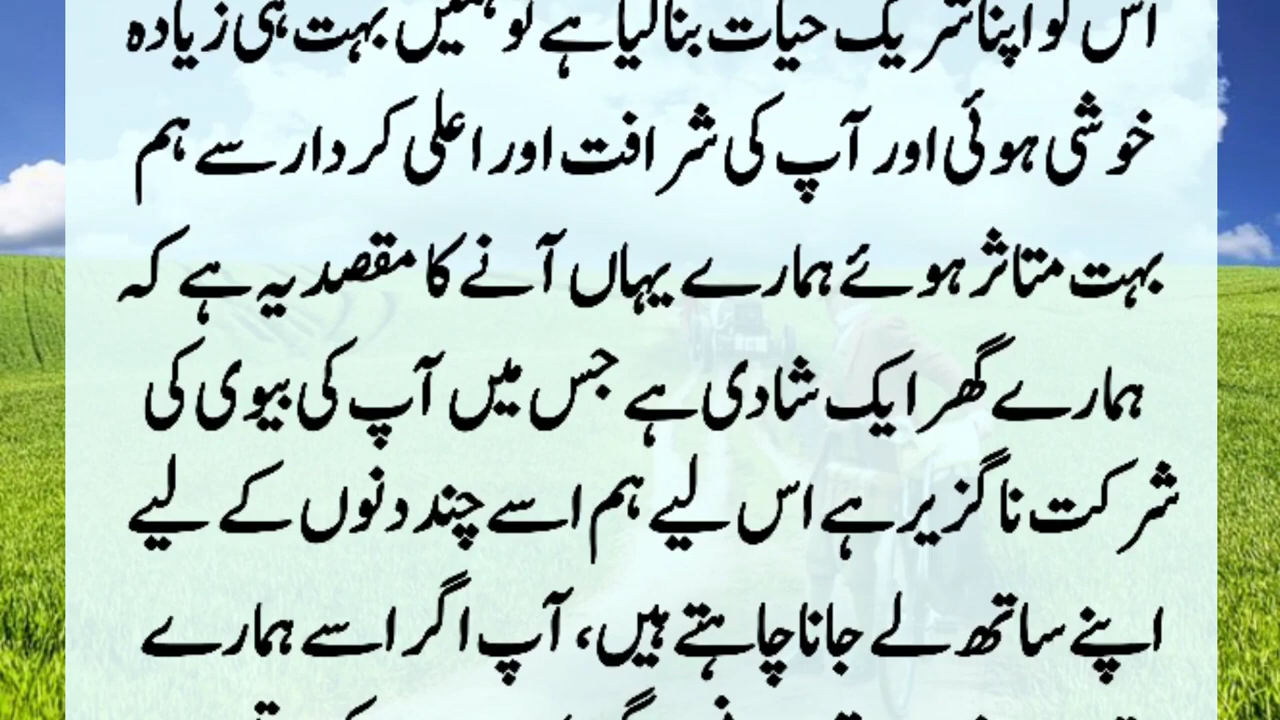 اس کو اپنا شریک حیات بنا لیا ہے تو ہمیں بہت ہی زیادہ
خوشی ہوئی اور آپ کی شرافت اور اعلی کردار سے ہم
بہت متاثر ہوئے ہمارے یہاں آنے کا مقصد یہ ہے کہ
ہمارے گھر ایک شادی ہے جس میں آپ کی بیوی کی
شرکت ناگزیر ہے اس لیے ہم اسے چند دنوں کے لیے
اپنے ساتھ لے جانا چاہتے ہیں، آپ اگر اسے ہمارے